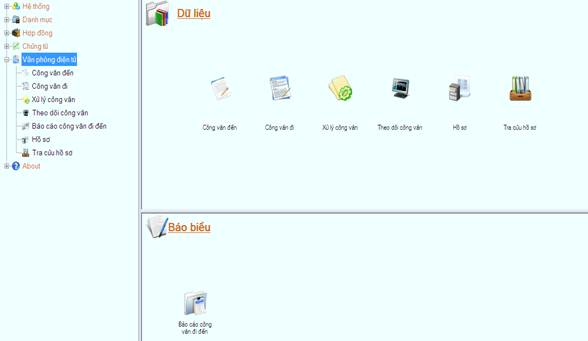 Hệ thống
Danh mục
Hợp đồng
Chứng từ
Văn phòng điện tử
Công văn đến
Công văn đi
Xử lý công văn
Theo dõi công văn
Báo cáo công văn đi đến
Hồ sơ
Tra cứu hồ sơ
About
Dữ liệu
Công văn đến
Công văn đi
Xử lý công văn
Theo dõi công văn
Hồ sơ
Tra cứu hồ sơ
Báo biểu
Báo cáo công
văn đi đến